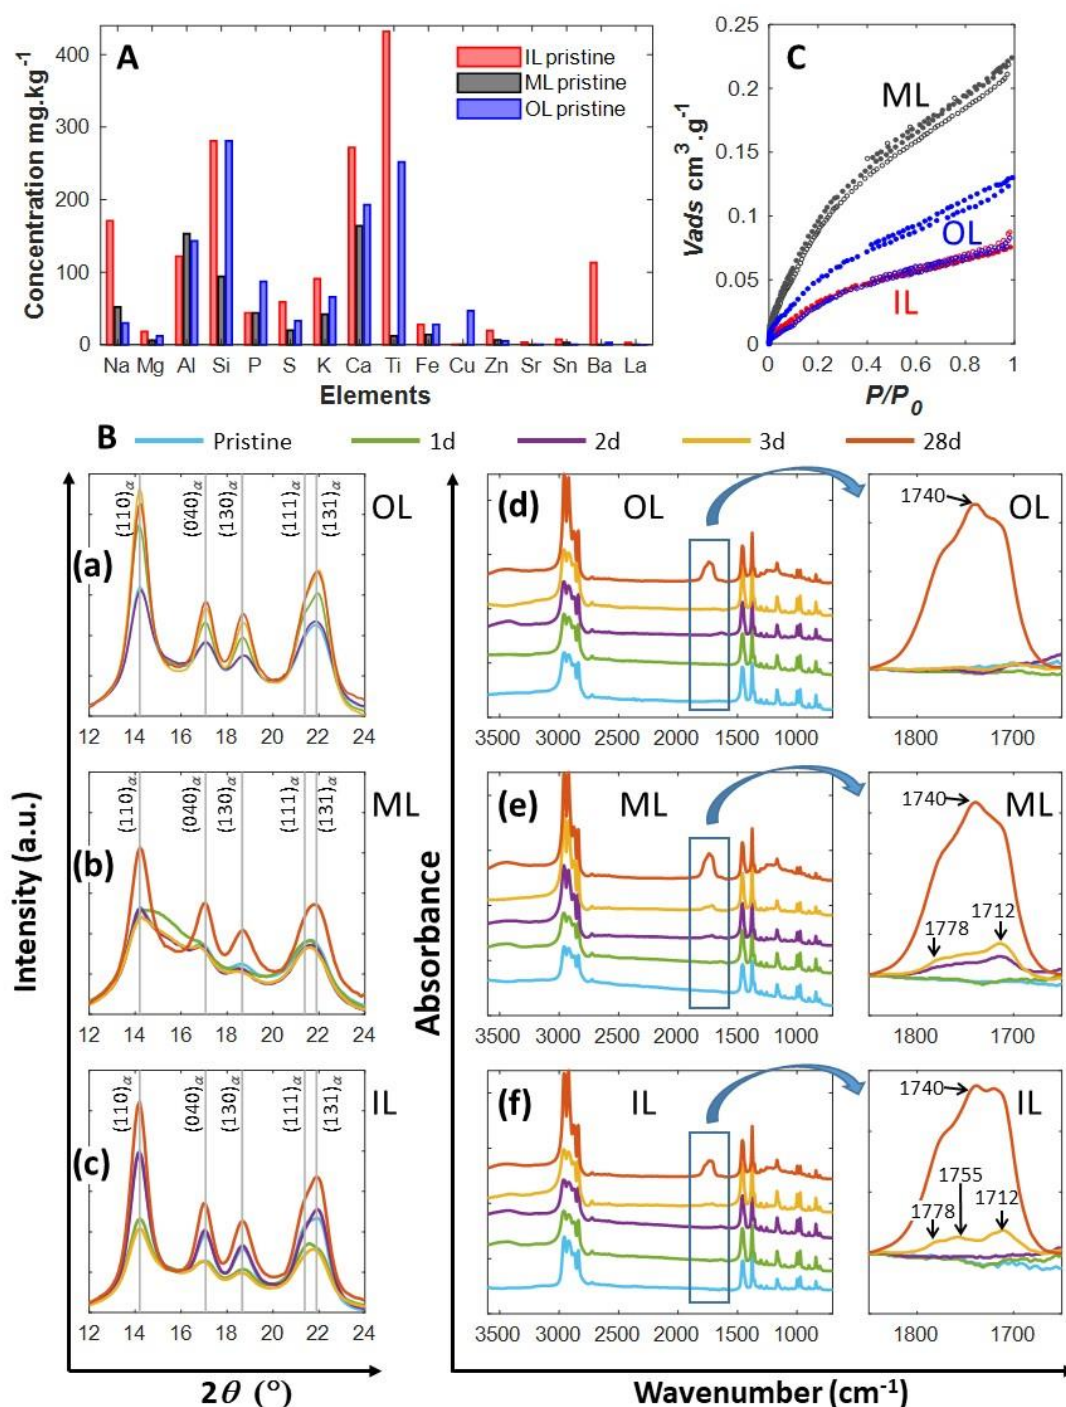 A
IL pristine
ML pristine
OL pristine
Concentration mg.kg-1
400
300
200
100
0
Na Mg Al Si P S K Ca Ti Fe Cu Zn Sr Sn Ba La
Elements
C
Vads cm3.g-1
0.25
0.2
0.15
0.1
0.05
0
ML
OL
IL
0 0.2 0.4 0.6 0.8 1
P/P0
B
Pristine 1d 2d 3d 28d
Intensity (a.u.)
(a)
(110)α (040)α (130)α (111)α (131)α
OL
12 14 16 18 20 22 24
(b)
(110)α (040)α (130)α (111)α (131)α
ML
12 14 16 18 20 22 24
(c)
(110)α (040)α (130)α (111)α (131)α
IL
12 14 16 18 20 22 24
2θ (°)
Absorbance
(d) OL
3500 3000 2500 2000 1500 1000
1740
OL
1800 1700
(e) ML
3500 3000 2500 2000 1500 1000
1740
ML
1778
1712
1800 1700
(f) IL
3500 3000 2500 2000 1500 1000
1740
IL
1755
1778
1712
1800 1700
Wavenumber (cm-1)